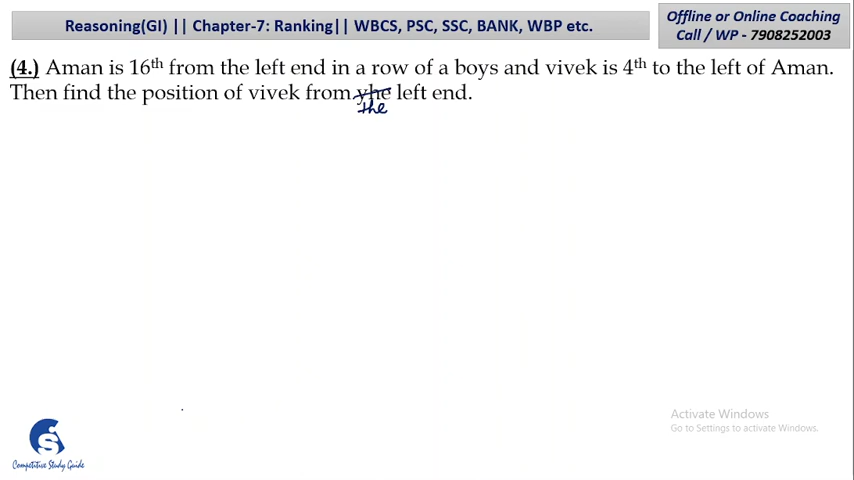 Reasoning(GI) || Chapter-7: Ranking|| WBCS, PSC, SSC, BANK, WBP etc.
Offline or Online Coaching
Call / WP - 7908252003
(4.) Aman is 16th from the left end in a row of a boys and vivek is 4th to the left of Aman.
Then find the position of vivek from yhe left end.
the
Activate Windows
Go to Settings to activate Windows.
S
Competitive Study Guide